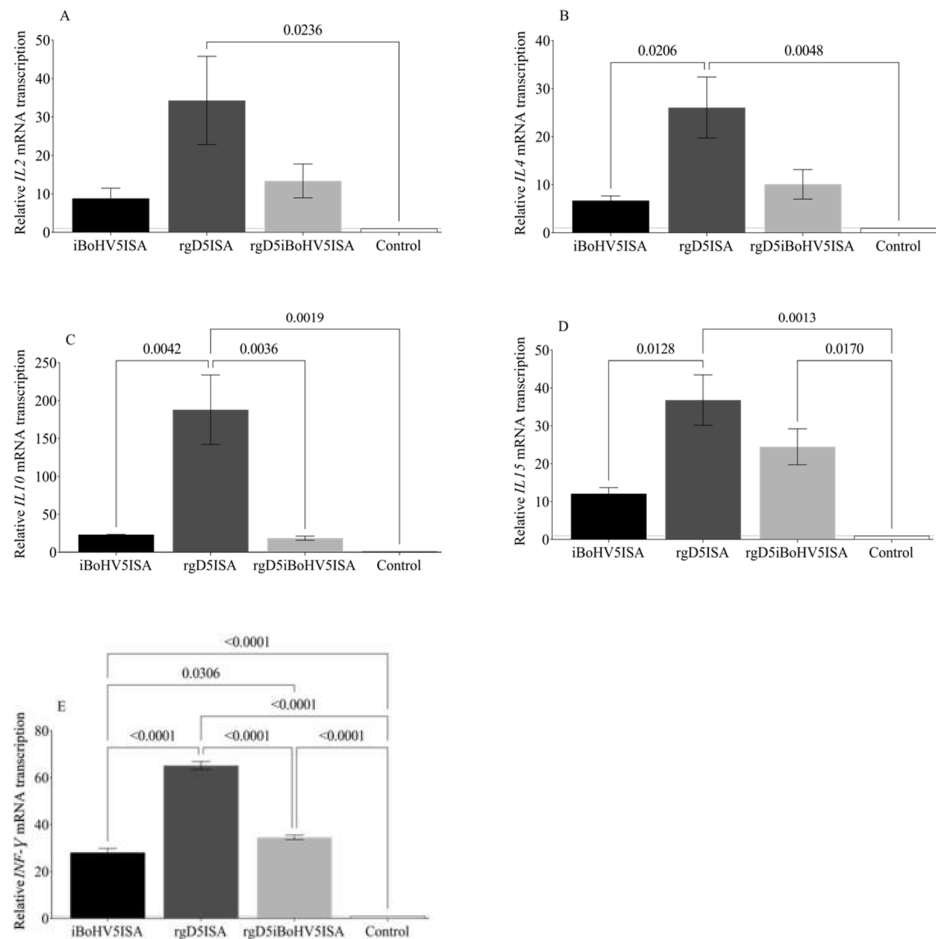 A
Relative IL2 mRNA transcription
50
40
30
20
10
0
0.0236
iBoHV5ISA rgD5ISA rgD5iBoHV5ISA Control
B
Relative IL4 mRNA transcription
40
30
20
10
0
0.0206 0.0048
iBoHV5ISA rgD5ISA rgD5iBoHV5ISA Control
C
Relative IL10 mRNA transcription
250
200
150
100
50
0
0.0019
0.0042 0.0036
iBoHV5ISA rgD5ISA rgD5iBoHV5ISA Control
D
Relative IL15 mRNA transcription
50
40
30
20
10
0
0.0013
0.0128 0.0170
iBoHV5ISA rgD5ISA rgD5iBoHV5ISA Control
E
Relative INF-γ mRNA transcription
80
60
40
20
0
<0.0001
0.0306
<0.0001
<0.0001 <0.0001 <0.0001
iBoHV5ISA rgD5ISA rgD5iBoHV5ISA Control